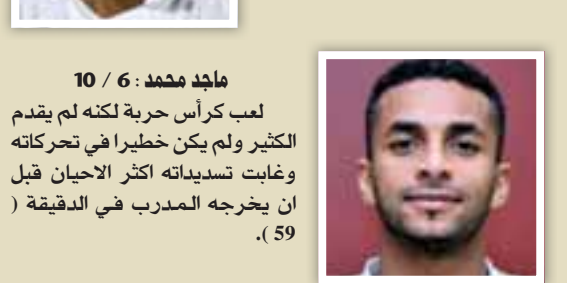 ماجد محمد : 6 / 10
لعب كرأس حربة لكنه لم يقدم
الكثير ولم يكن خطيرا في تحركاته
وغابت تسديداته اكثر الاحيان قبل
ان يخرجه المدرب في الدقيقة (
59 ).